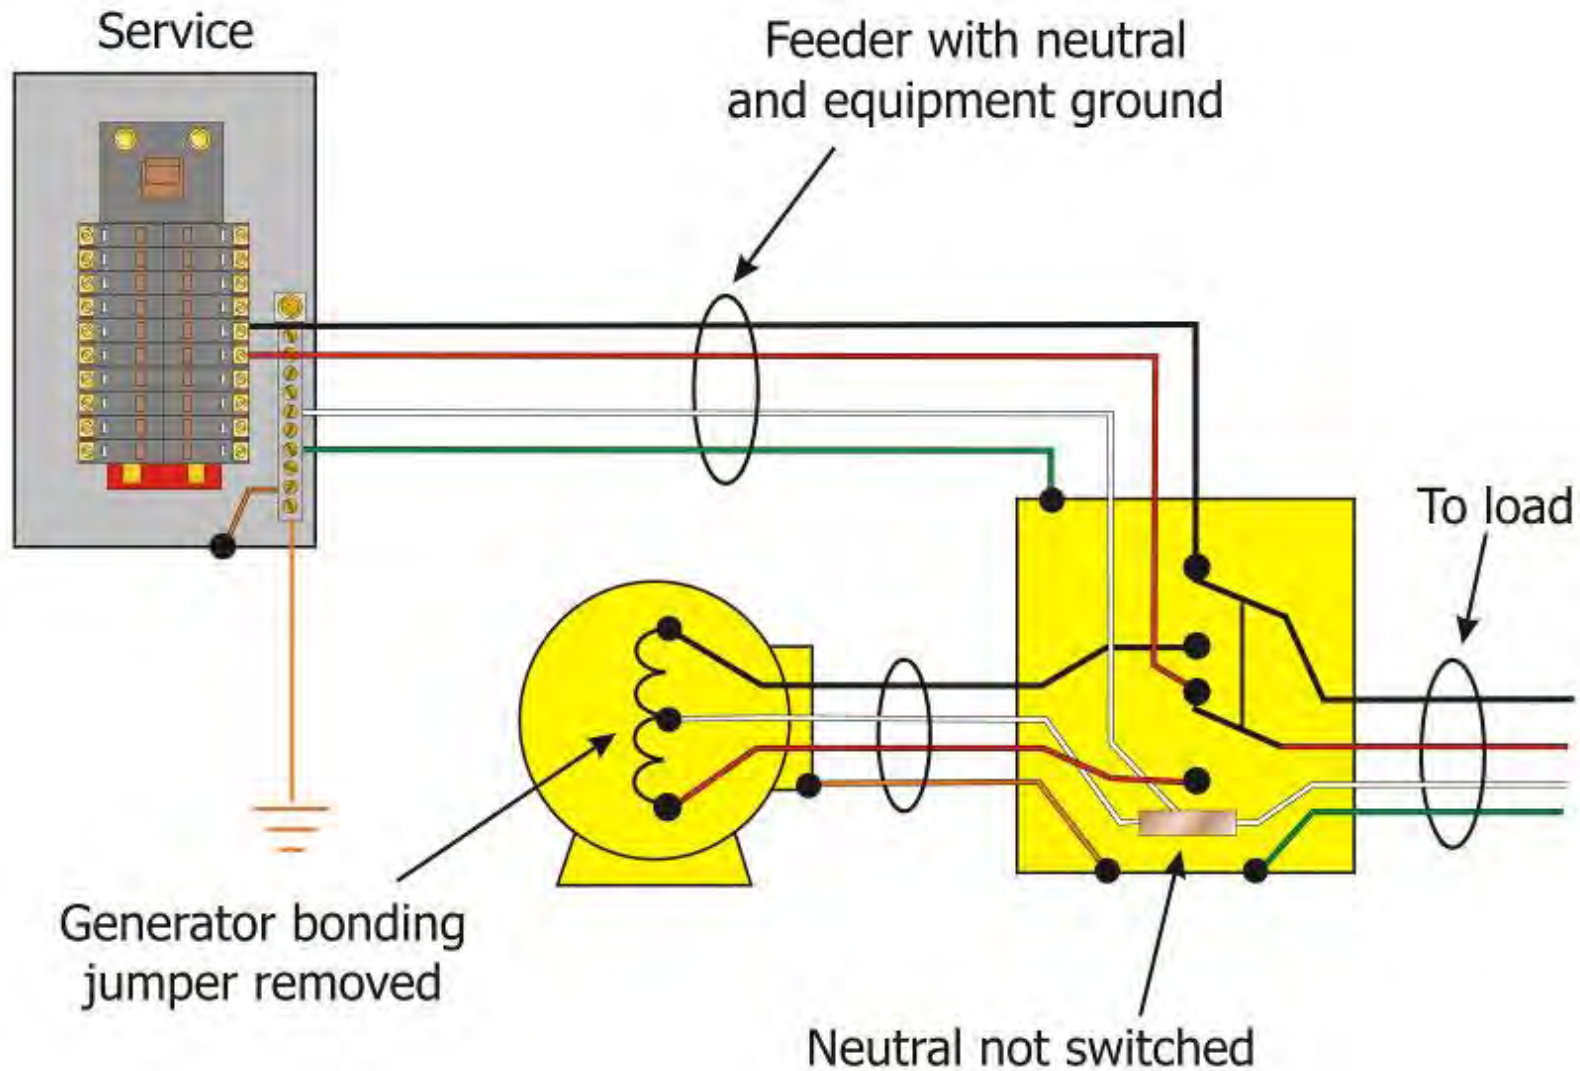 Service
Feeder with neutral
and equipment ground
To load
Generator bonding
jumper removed
Neutral not switched